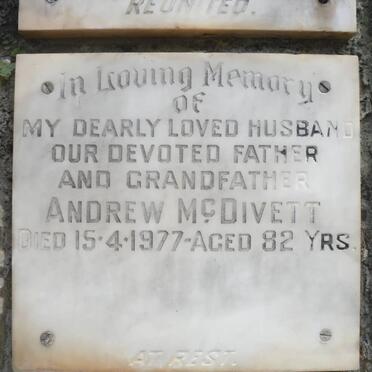 REUNITED.
In Loving Memory
OF
MY DEARLY LOVED HUSBAND
OUR DEVOTED FATHER
AND GRANDFATHER
ANDREW McDIVETT
DIED 15·4·1977-AGED 82 YRS.
AT REST.